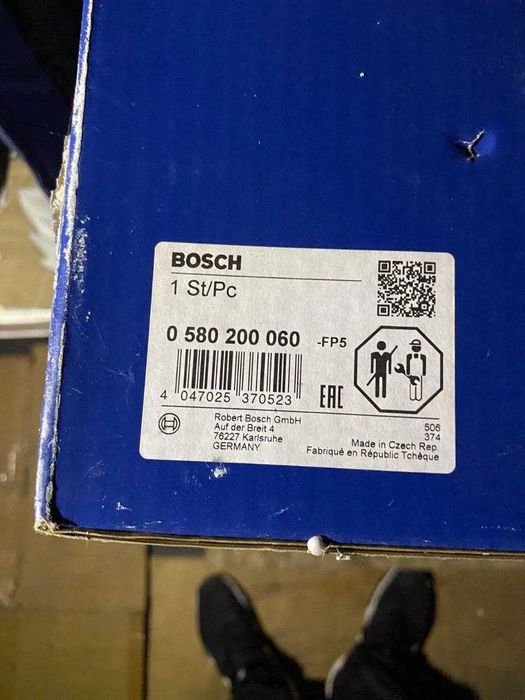 BOSCH
1 St/Pc
0 580 200 060 -FP5
4 047025 370523
EAC
Robert Bosch GmbH
Auf der Breit 4
76227 Karlsruhe
GERMANY
506
374
Made in Czech Rep.
Fabriqué en République Tchèque